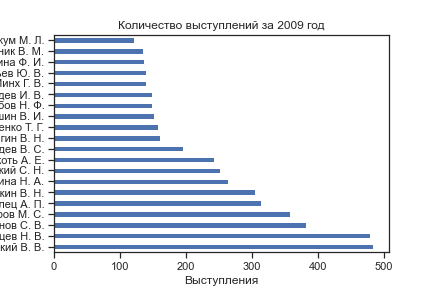 Количество выступлений за 2009 год
кум М. Л.
ник В. М.
ина Ф. И.
ьев Ю. В.
Минх Г. В.
дев И. В.
бов Н. Ф.
шин В. И.
енко Т. Г.
гин В. Н.
дев В. С.
коть А. Е.
кий С. Н.
ина Н. А.
кин В. Н.
лец А. П.
ров М. С.
нов С. В.
цев Н. В.
кий В. В.
0 100 200 300 400 500
Выступления